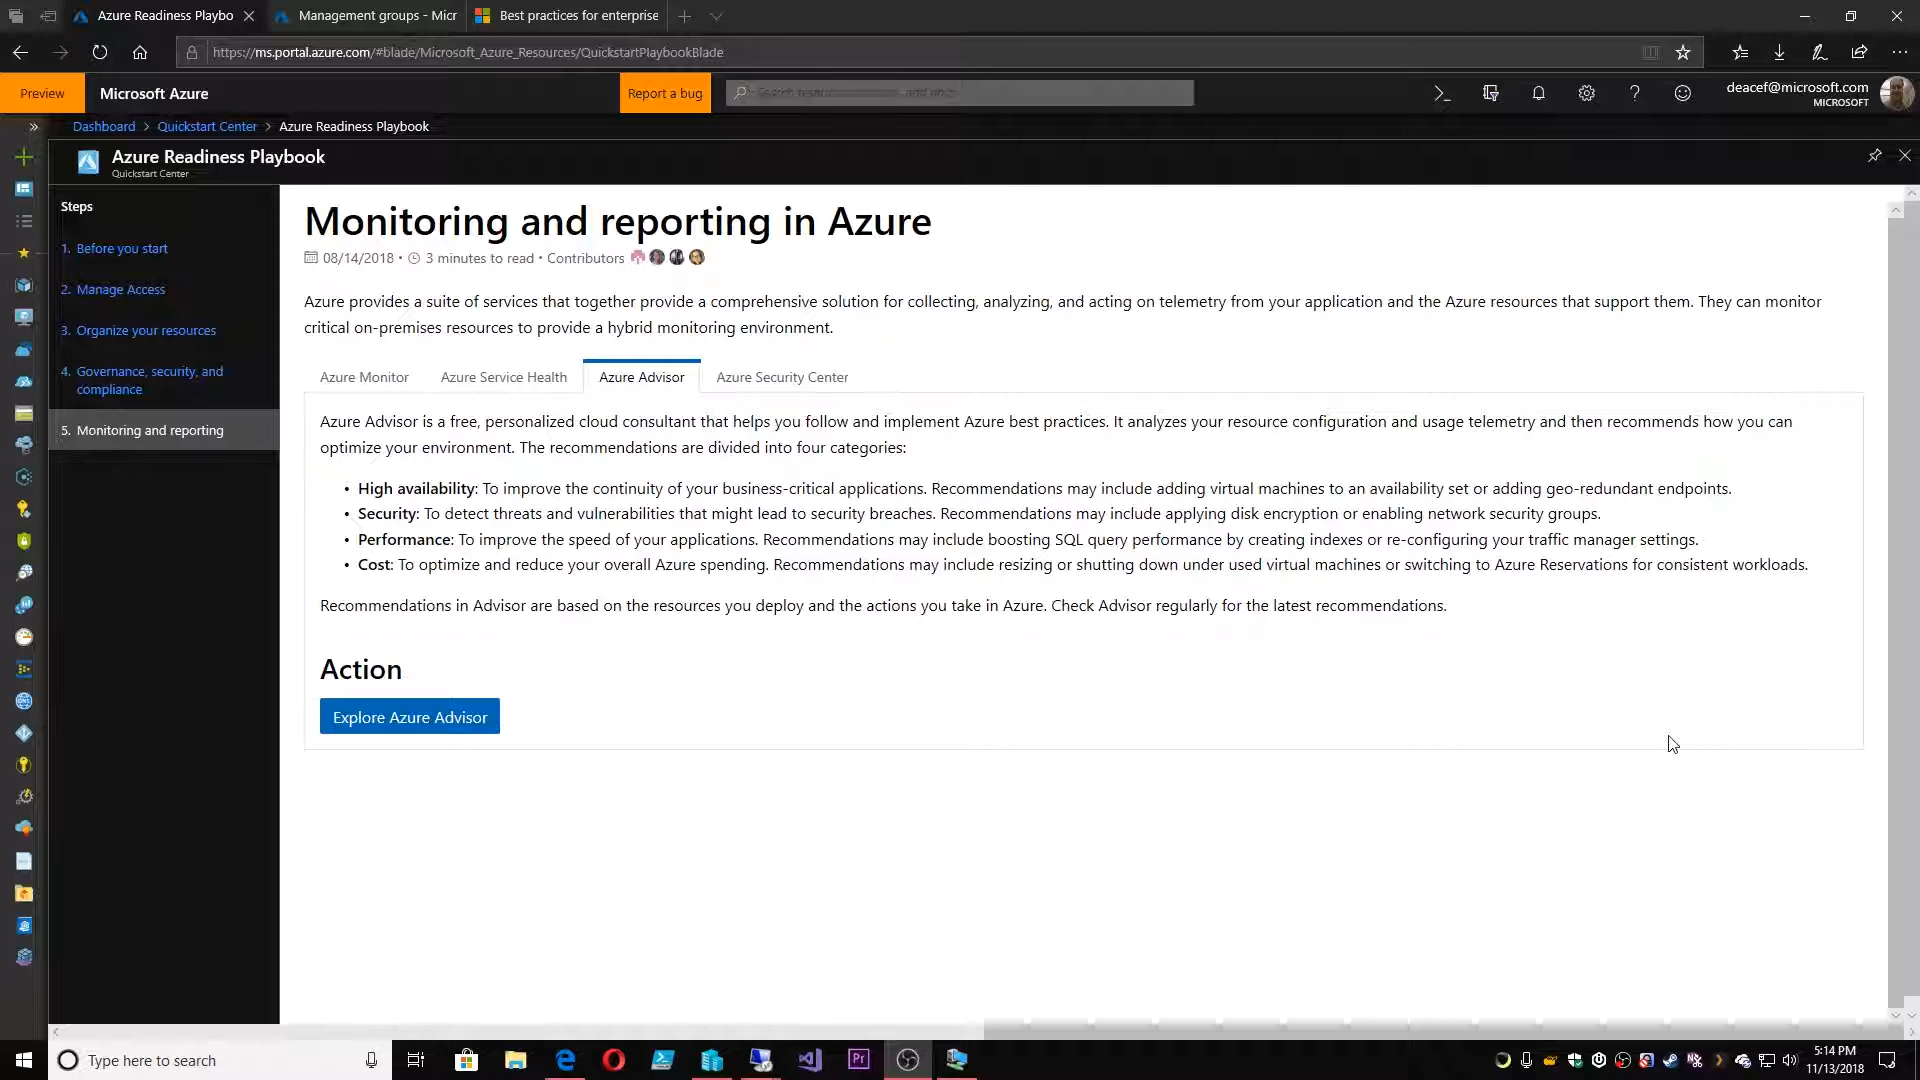 Azure Readiness Playbo
Management groups - Micr
Best practices for enterprise
https://ms.portal.azure.com/#blade/Microsoft_Azure_Resources/QuickstartPlaybookBlade
Preview
Microsoft Azure
Report a bug
deacef@microsoft.com
MICROSOFT
Dashboard > Quickstart Center > Azure Readiness Playbook
Azure Readiness Playbook
Quickstart Center
Steps
1. Before you start
2. Manage Access
3. Organize your resources
4. Governance, security, and
compliance
5. Monitoring and reporting
Monitoring and reporting in Azure
08/14/2018 • 3 minutes to read • Contributors
Azure provides a suite of services that together provide a comprehensive solution for collecting, analyzing, and acting on telemetry from your application and the Azure resources that support them. They can monitor
critical on-premises resources to provide a hybrid monitoring environment.
Azure Monitor
Azure Service Health
Azure Advisor
Azure Security Center
Azure Advisor is a free, personalized cloud consultant that helps you follow and implement Azure best practices. It analyzes your resource configuration and usage telemetry and then recommends how you can
optimize your environment. The recommendations are divided into four categories:
• High availability: To improve the continuity of your business-critical applications. Recommendations may include adding virtual machines to an availability set or adding geo-redundant endpoints.
• Security: To detect threats and vulnerabilities that might lead to security breaches. Recommendations may include applying disk encryption or enabling network security groups.
• Performance: To improve the speed of your applications. Recommendations may include boosting SQL query performance by creating indexes or re-configuring your traffic manager settings.
• Cost: To optimize and reduce your overall Azure spending. Recommendations may include resizing or shutting down under used virtual machines or switching to Azure Reservations for consistent workloads.
Recommendations in Advisor are based on the resources you deploy and the actions you take in Azure. Check Advisor regularly for the latest recommendations.
Action
Explore Azure Advisor
Type here to search
Pr
5:14 PM
11/13/2018